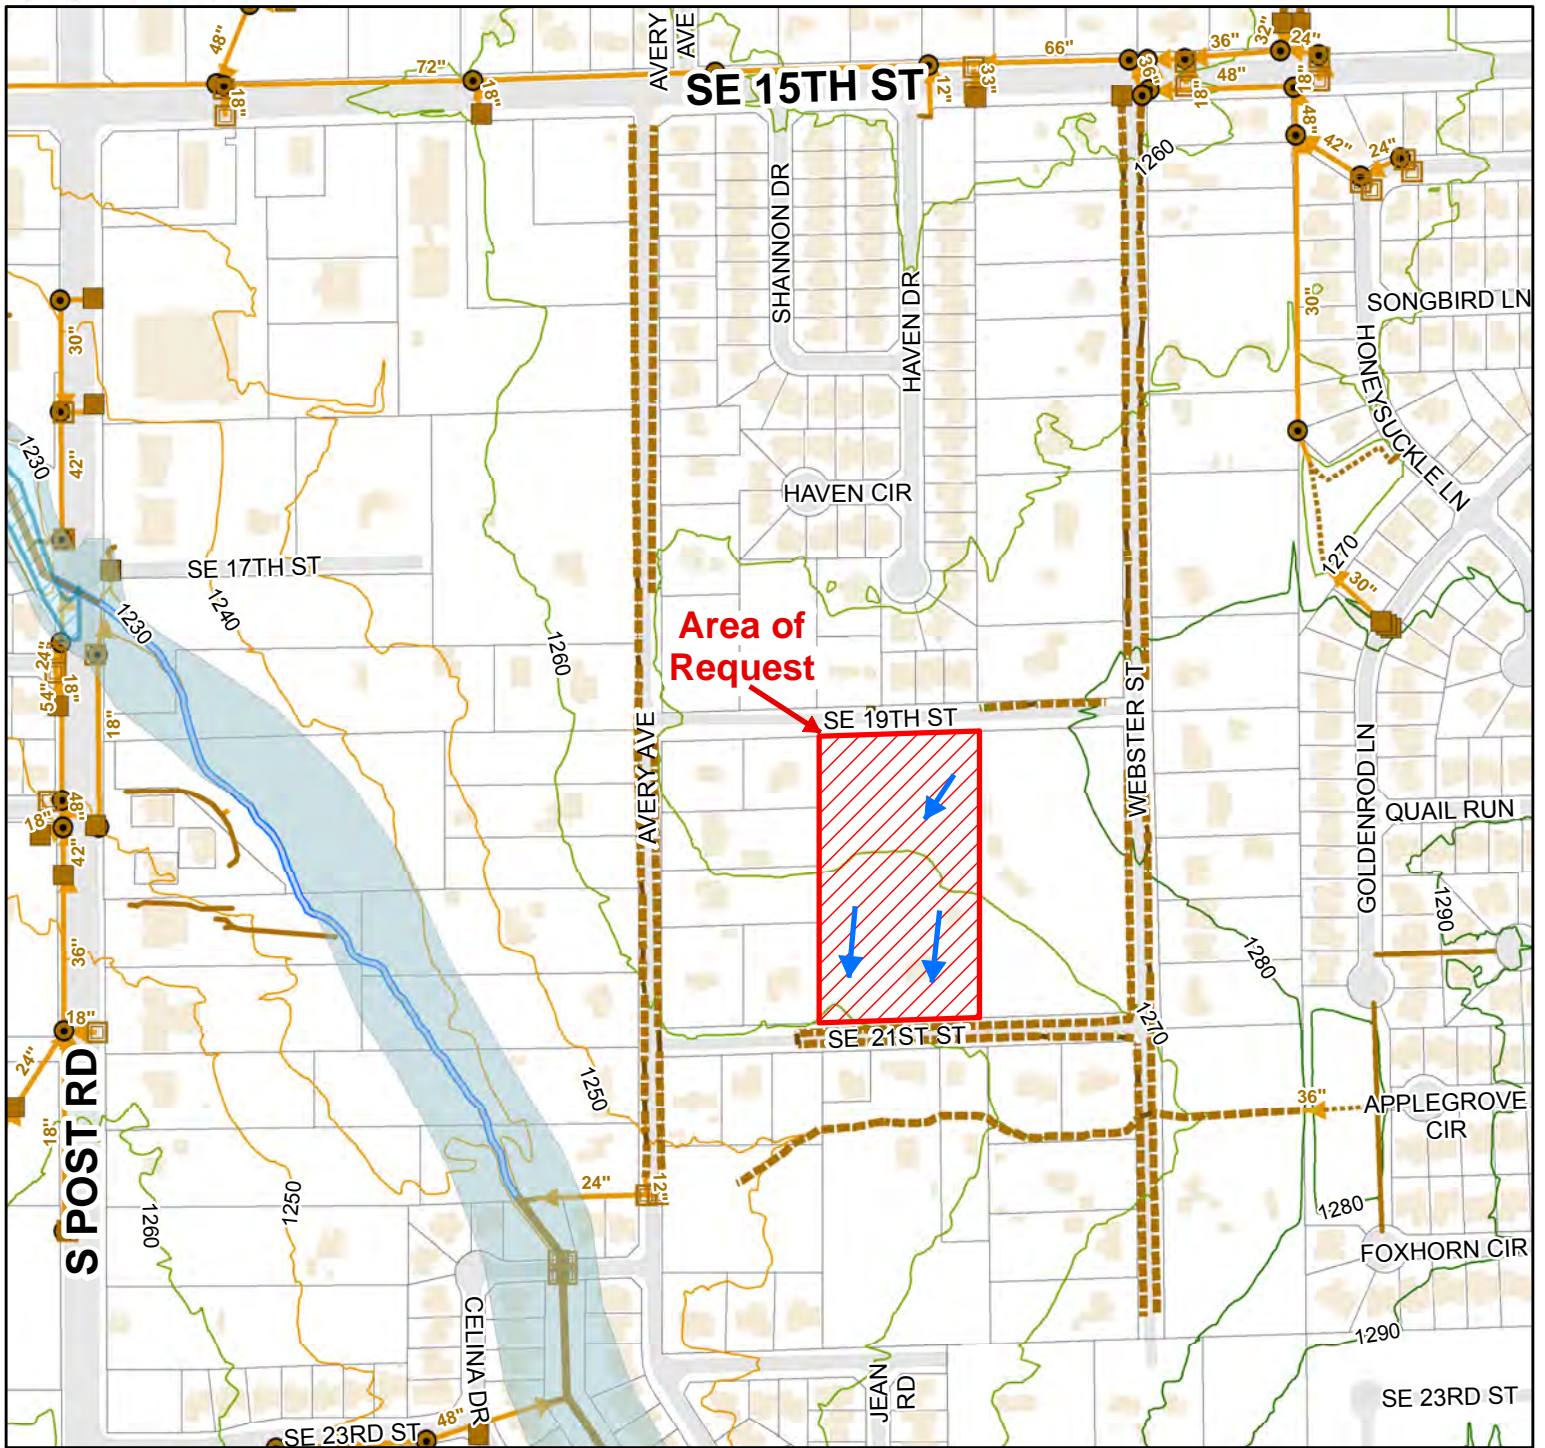 48"
72"
18"
18"
AVERY
AVE
AVERY
SE 15TH ST
66"
12"
33"
36"
36"
32"
24"
48"
18"
18"
48"
42"
24"
1260
SHANNON DR
HAVEN DR
30"
SONGBIRD LN
HONEYSUCKLE LN
30"
42"
1230
HAVEN CIR
SE 17TH ST
1240
1230
1260
1270
30"
Area of
Request
54"
24"
18"
18"
SE 19TH ST
AVERY AVE
WEBSTER ST
GOLDENROD LN
QUAIL RUN
48"
18"
42"
36"
1290
1280
18"
24"
SE 21ST ST
1270
1250
S POST RD
18"
36"
APPLEGROVE
CIR
24"
12"
1260
1250
1280
FOXHORN CIR
CELINA DR
1290
JEAN
RD
SE 23RD ST
48"
SE 23RD ST